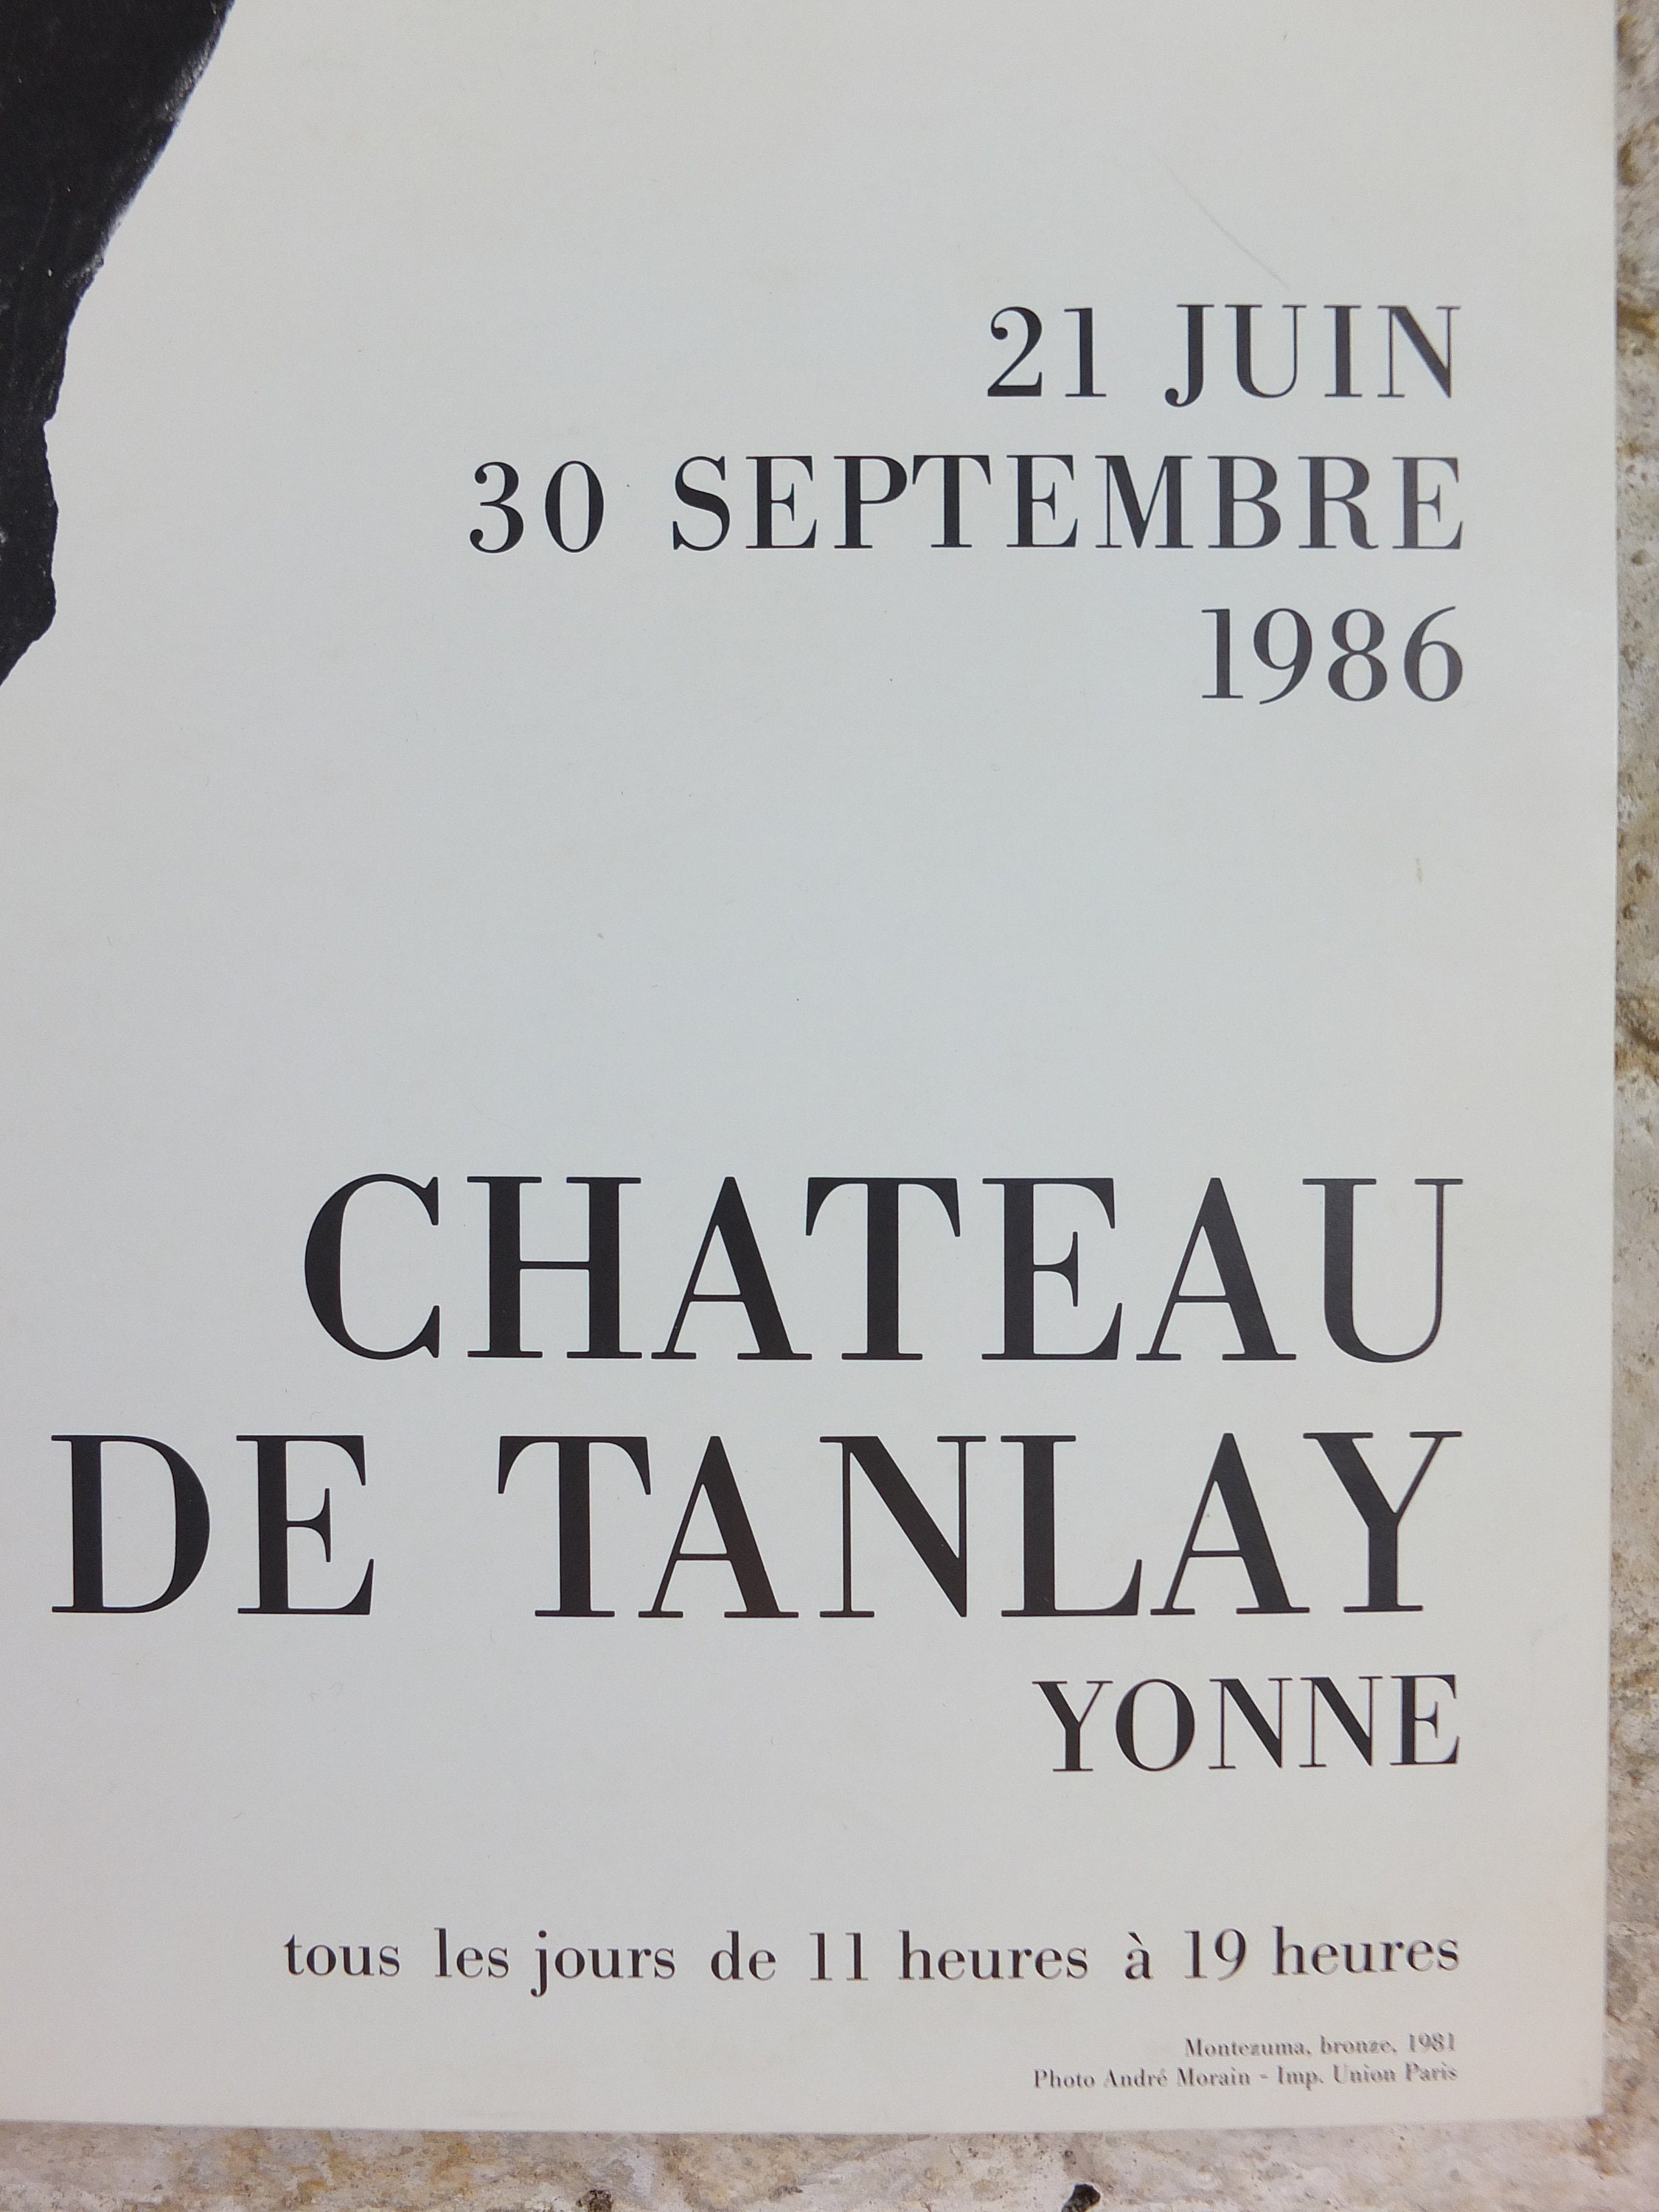 21 JUIN
30 SEPTEMBRE
1986
CHATEAU
DE TANLAY
YONNE
tous les jours de 11 heures à 19 heures
Montezuma, bronze, 1981
Photo André Morain - Imp. Union Paris